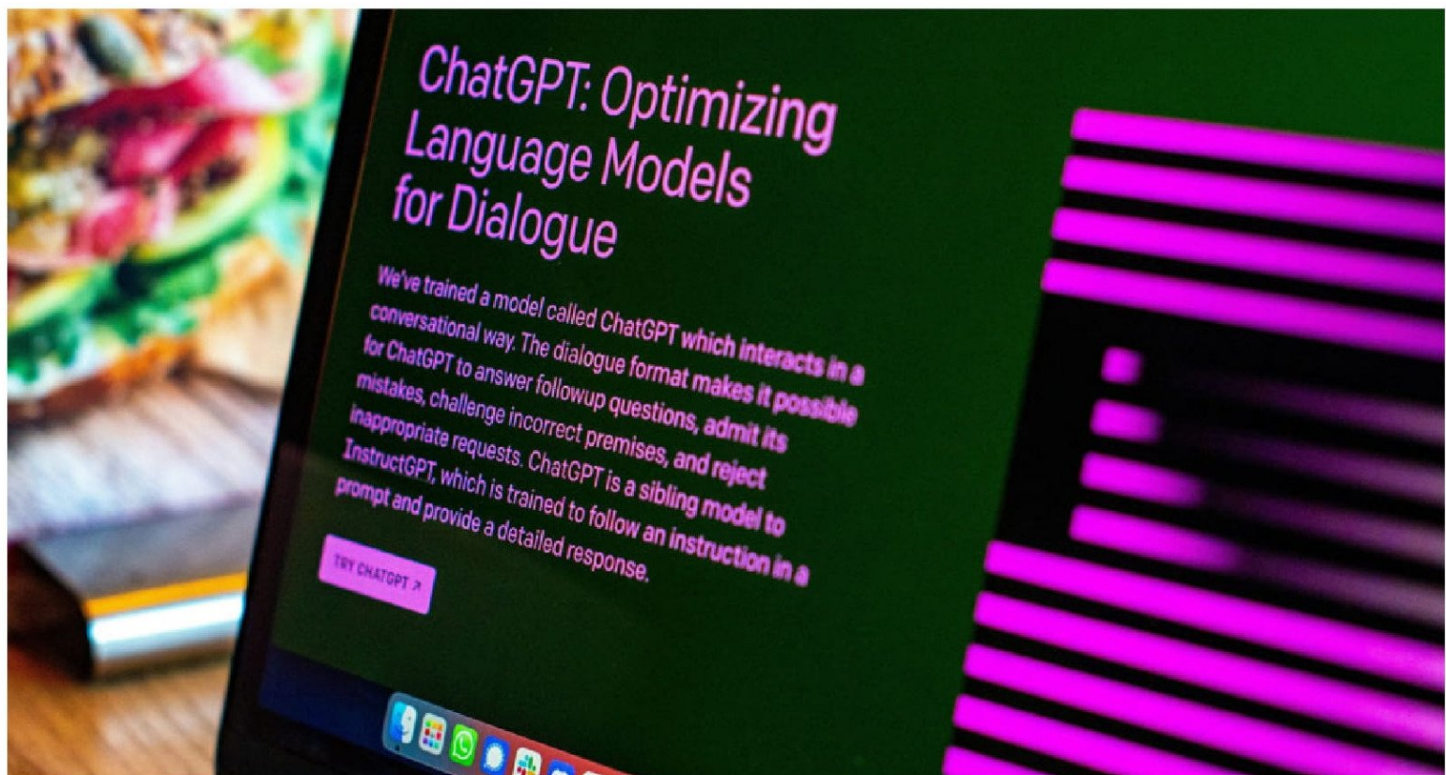 ChatGPT: Optimizing
Language Models
for Dialogue
We've trained a model called ChatGPT which interacts in a
conversational way. The dialogue format makes it possible
for ChatGPT to answer followup questions, admit its
mistakes, challenge incorrect premises, and reject
inappropriate requests. ChatGPT is a sibling model to
InstructGPT, which is trained to follow an instruction in a
prompt and provide a detailed response.
TRY CHATGPT ↗